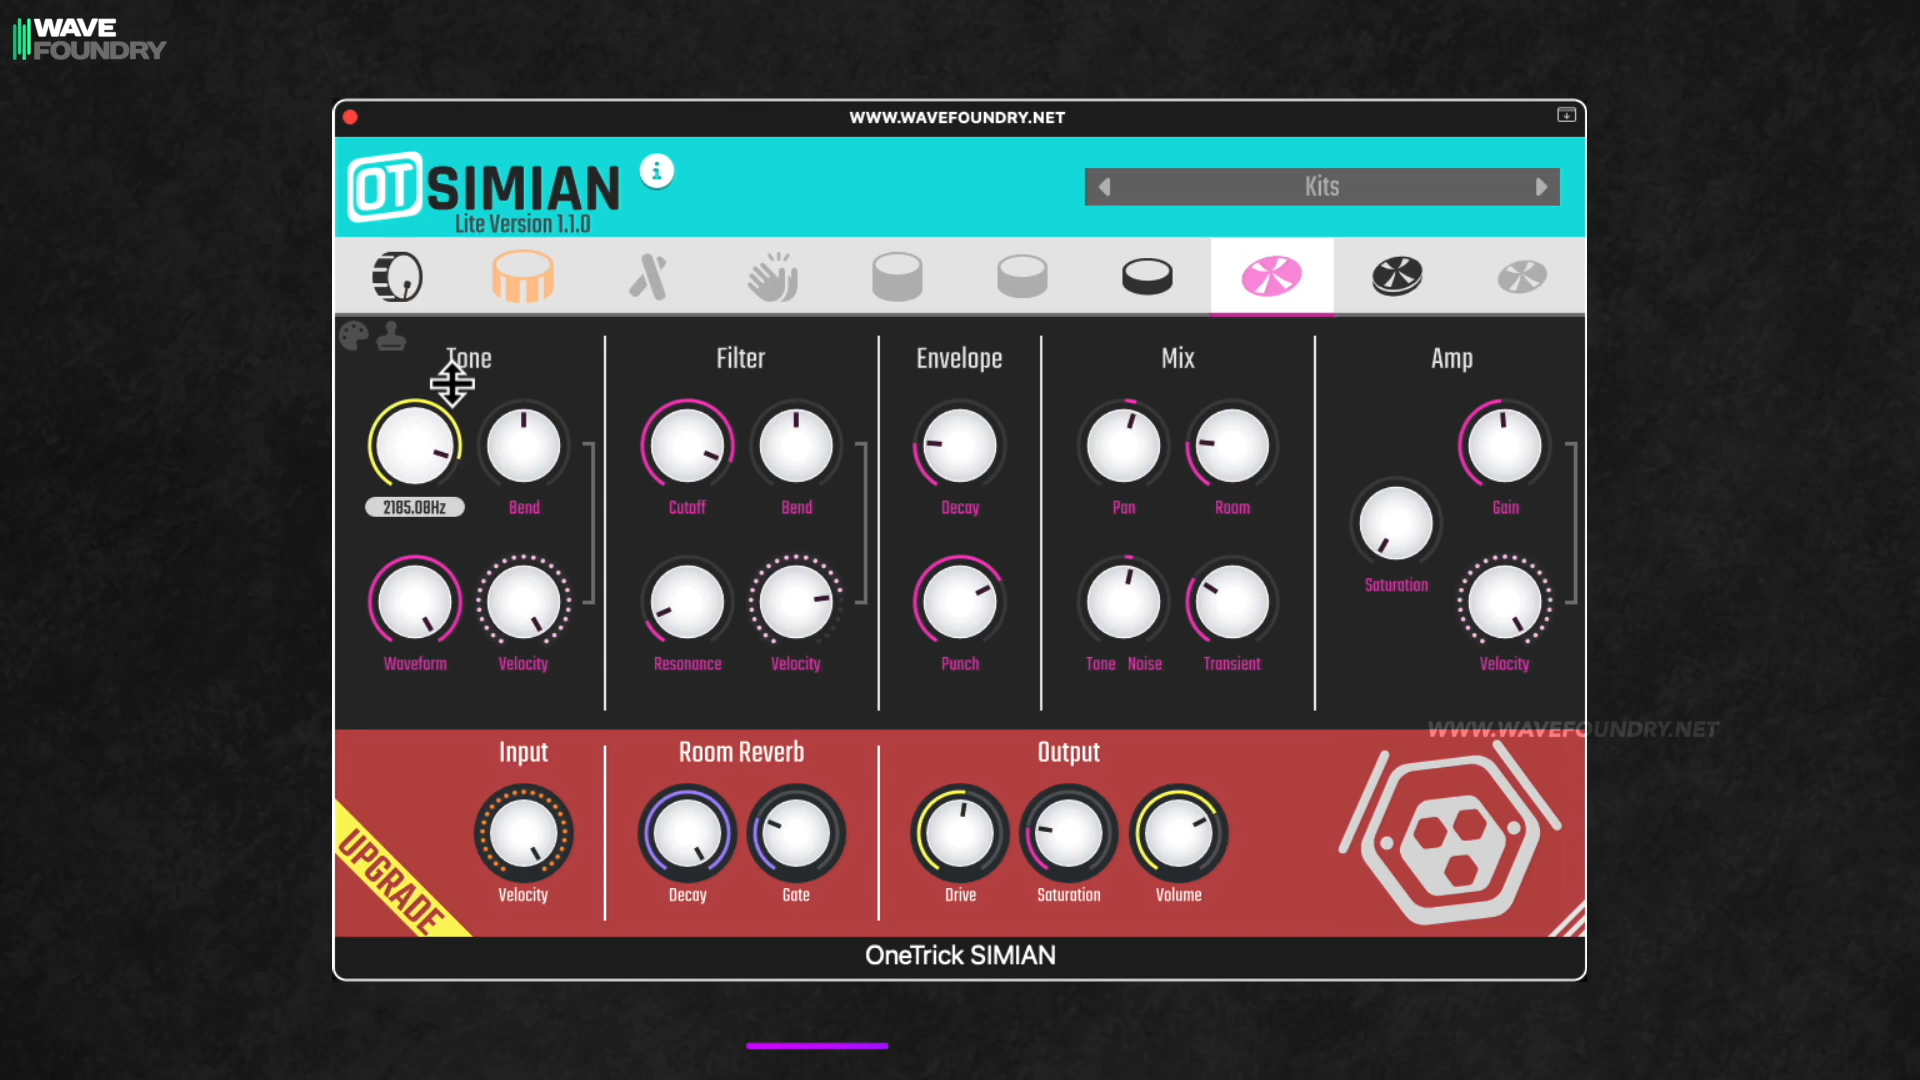 WAVE
FOUNDRY
WWW.WAVEFOUNDRY.NET
OT SIMIAN
i
Lite Version 1.1.0
Kits
Tone
Filter
Envelope
Mix
Amp
2185.08Hz
Bend
Cutoff
Bend
Decay
Pan
Room
Gain
Saturation
Waveform
Velocity
Resonance
Velocity
Punch
Tone Noise
Transient
Velocity
WWW.WAVEFOUNDRY.NET
Input
Room Reverb
Output
UPGRADE
Velocity
Decay
Gate
Drive
Saturation
Volume
OneTrick SIMIAN